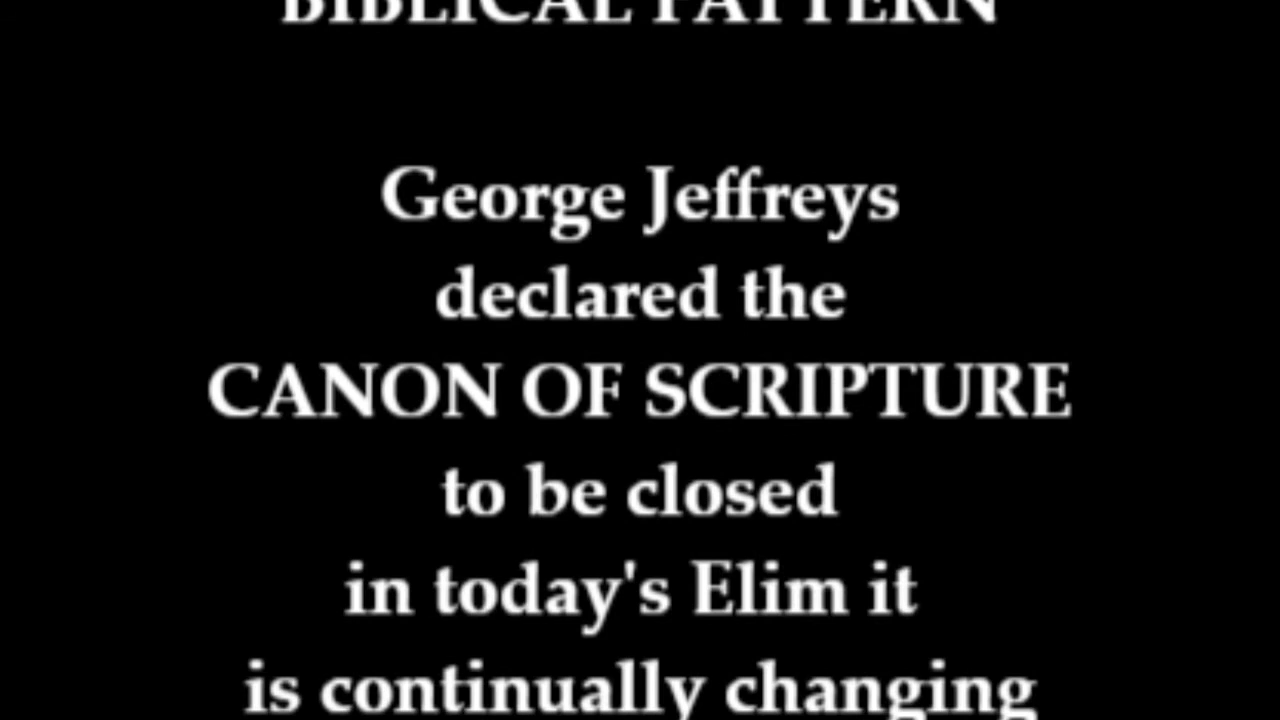 BIBLICAL PATTERN
George Jeffreys
declared the
CANON OF SCRIPTURE
to be closed
in today's Elim it
is continually changing